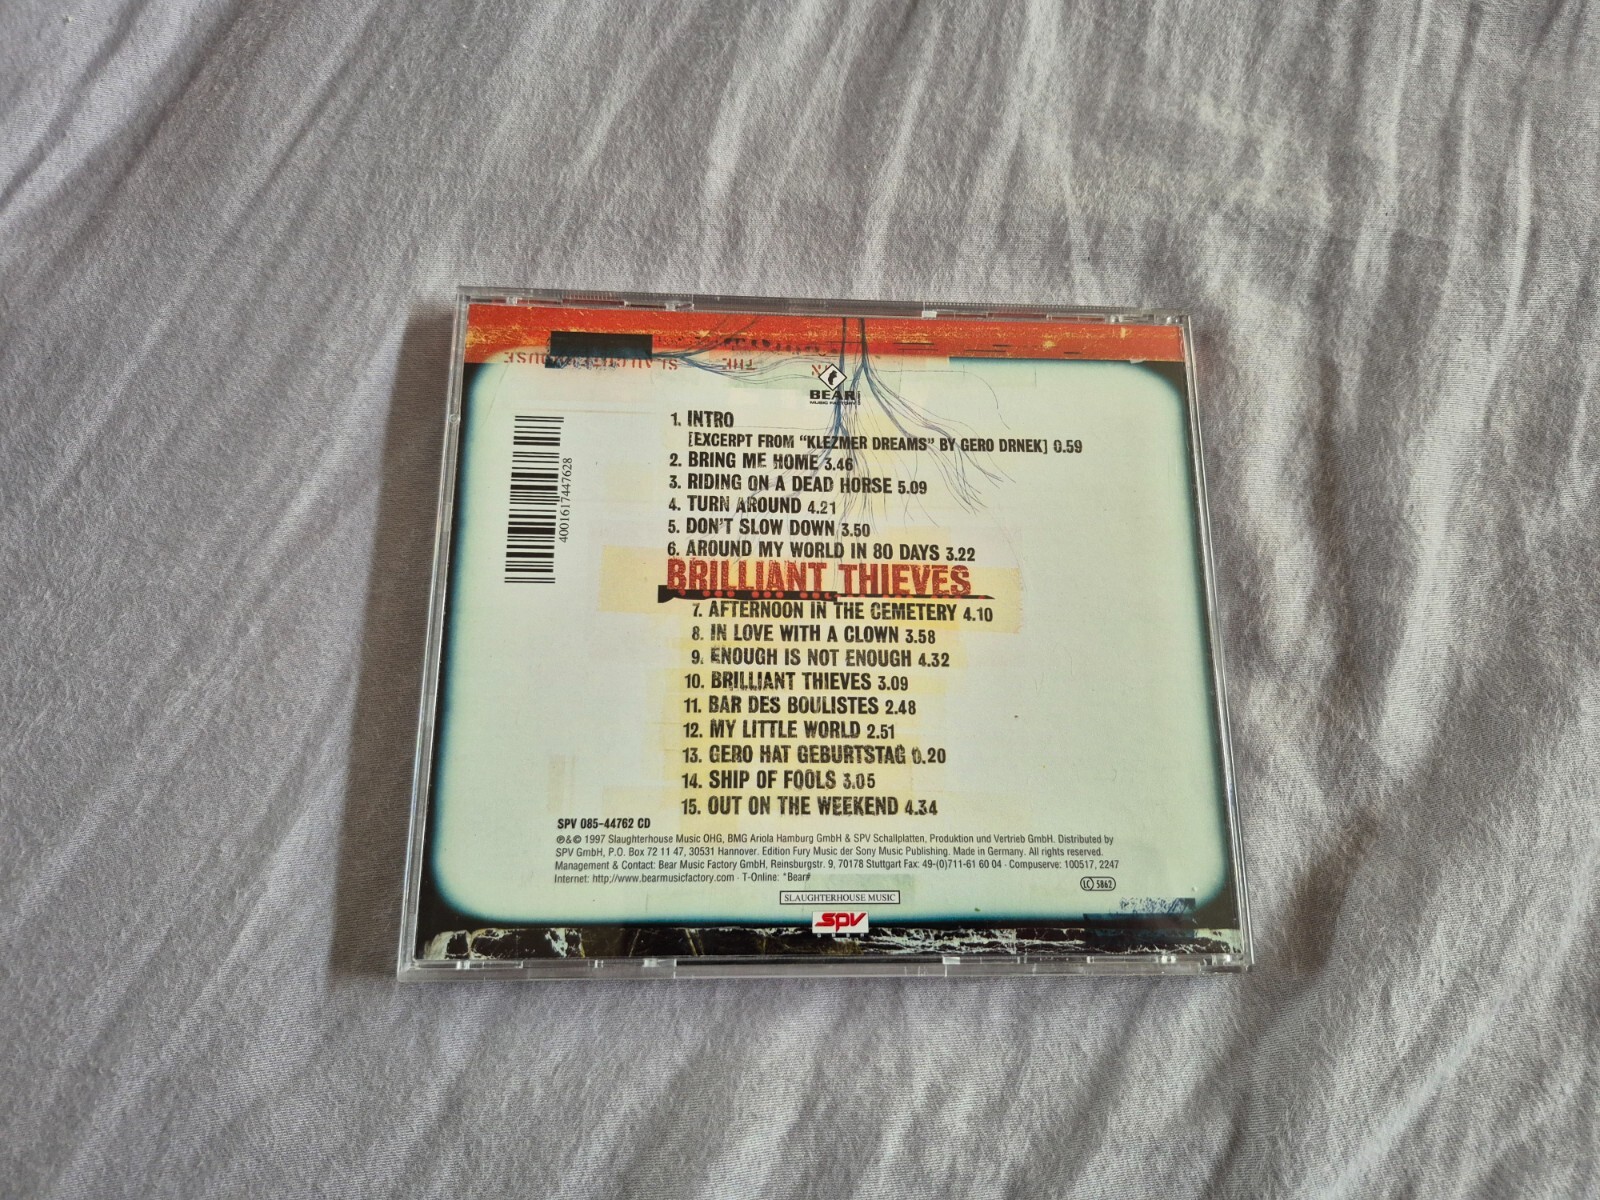 FURY
IN THE SLAUGHTERHOUSE
BEAR
MUSIC FACTORY
1. INTRO
[EXCERPT FROM "KLEZMER DREAMS" BY GERO DRNEK] 0.59
2. BRING ME HOME 3.46
3. RIDING ON A DEAD HORSE 5.09
4. TURN AROUND 4.21
5. DON'T SLOW DOWN 3.50
6. AROUND MY WORLD IN 80 DAYS 3.22
BRILLIANT THIEVES
7. AFTERNOON IN THE CEMETERY 4.10
8. IN LOVE WITH A CLOWN 3.58
9. ENOUGH IS NOT ENOUGH 4.32
10. BRILLIANT THIEVES 3.09
11. BAR DES BOULISTES 2.48
12. MY LITTLE WORLD 2.51
13. GERO HAT GEBURTSTAG 0.20
14. SHIP OF FOOLS 3.05
15. OUT ON THE WEEKEND 4.34
4001617447628
SPV 085-44762 CD
℗&© 1997 Slaughterhouse Music OHG, BMG Ariola Hamburg GmbH & SPV Schallplatten, Produktion und Vertrieb GmbH. Distributed by
SPV GmbH, P.O. Box 72 11 47, 30531 Hannover. Edition Fury Music der Sony Music Publishing. Made in Germany. All rights reserved.
Management & Contact: Bear Music Factory GmbH, Reinsburgstr. 9, 70178 Stuttgart Fax: 49-(0)711-61 60 04 · Compuserve: 100517, 2247
Internet: http://www.bearmusicfactory.com · T-Online: *Bear#
LC 5862
SLAUGHTERHOUSE MUSIC
SPV